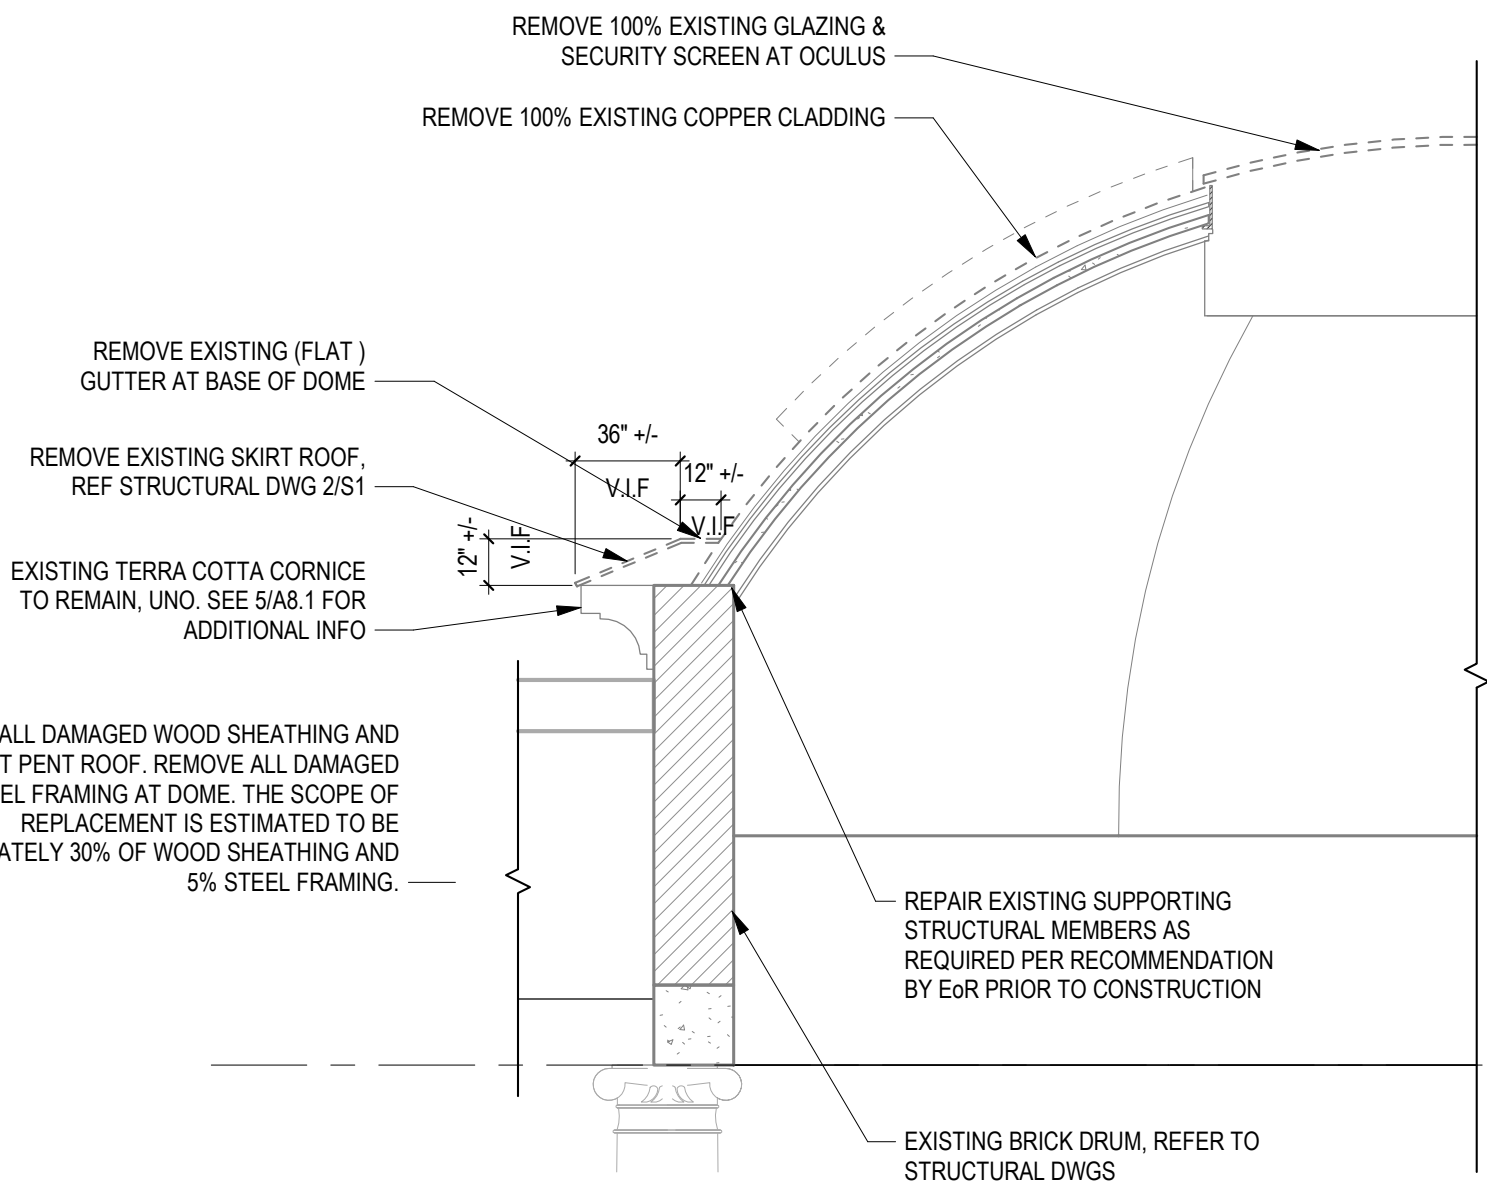 REMOVE 100% EXISTING GLAZING &
SECURITY SCREEN AT OCULUS
REMOVE 100% EXISTING COPPER CLADDING
REMOVE EXISTING (FLAT )
GUTTER AT BASE OF DOME
36" +/-
V.I.F
12" +/-
V.I.F
REMOVE EXISTING SKIRT ROOF,
REF STRUCTURAL DWG 2/S1
12" +/-
V.I.F
EXISTING TERRA COTTA CORNICE
TO REMAIN, UNO. SEE 5/A8.1 FOR
ADDITIONAL INFO
ALL DAMAGED WOOD SHEATHING AND
PENT ROOF. REMOVE ALL DAMAGED
FRAMING AT DOME. THE SCOPE OF
REPLACEMENT IS ESTIMATED TO BE
30% OF WOOD SHEATHING AND
5% STEEL FRAMING.
REPAIR EXISTING SUPPORTING
STRUCTURAL MEMBERS AS
REQUIRED PER RECOMMENDATION
BY EoR PRIOR TO CONSTRUCTION
EXISTING BRICK DRUM, REFER TO
STRUCTURAL DWGS